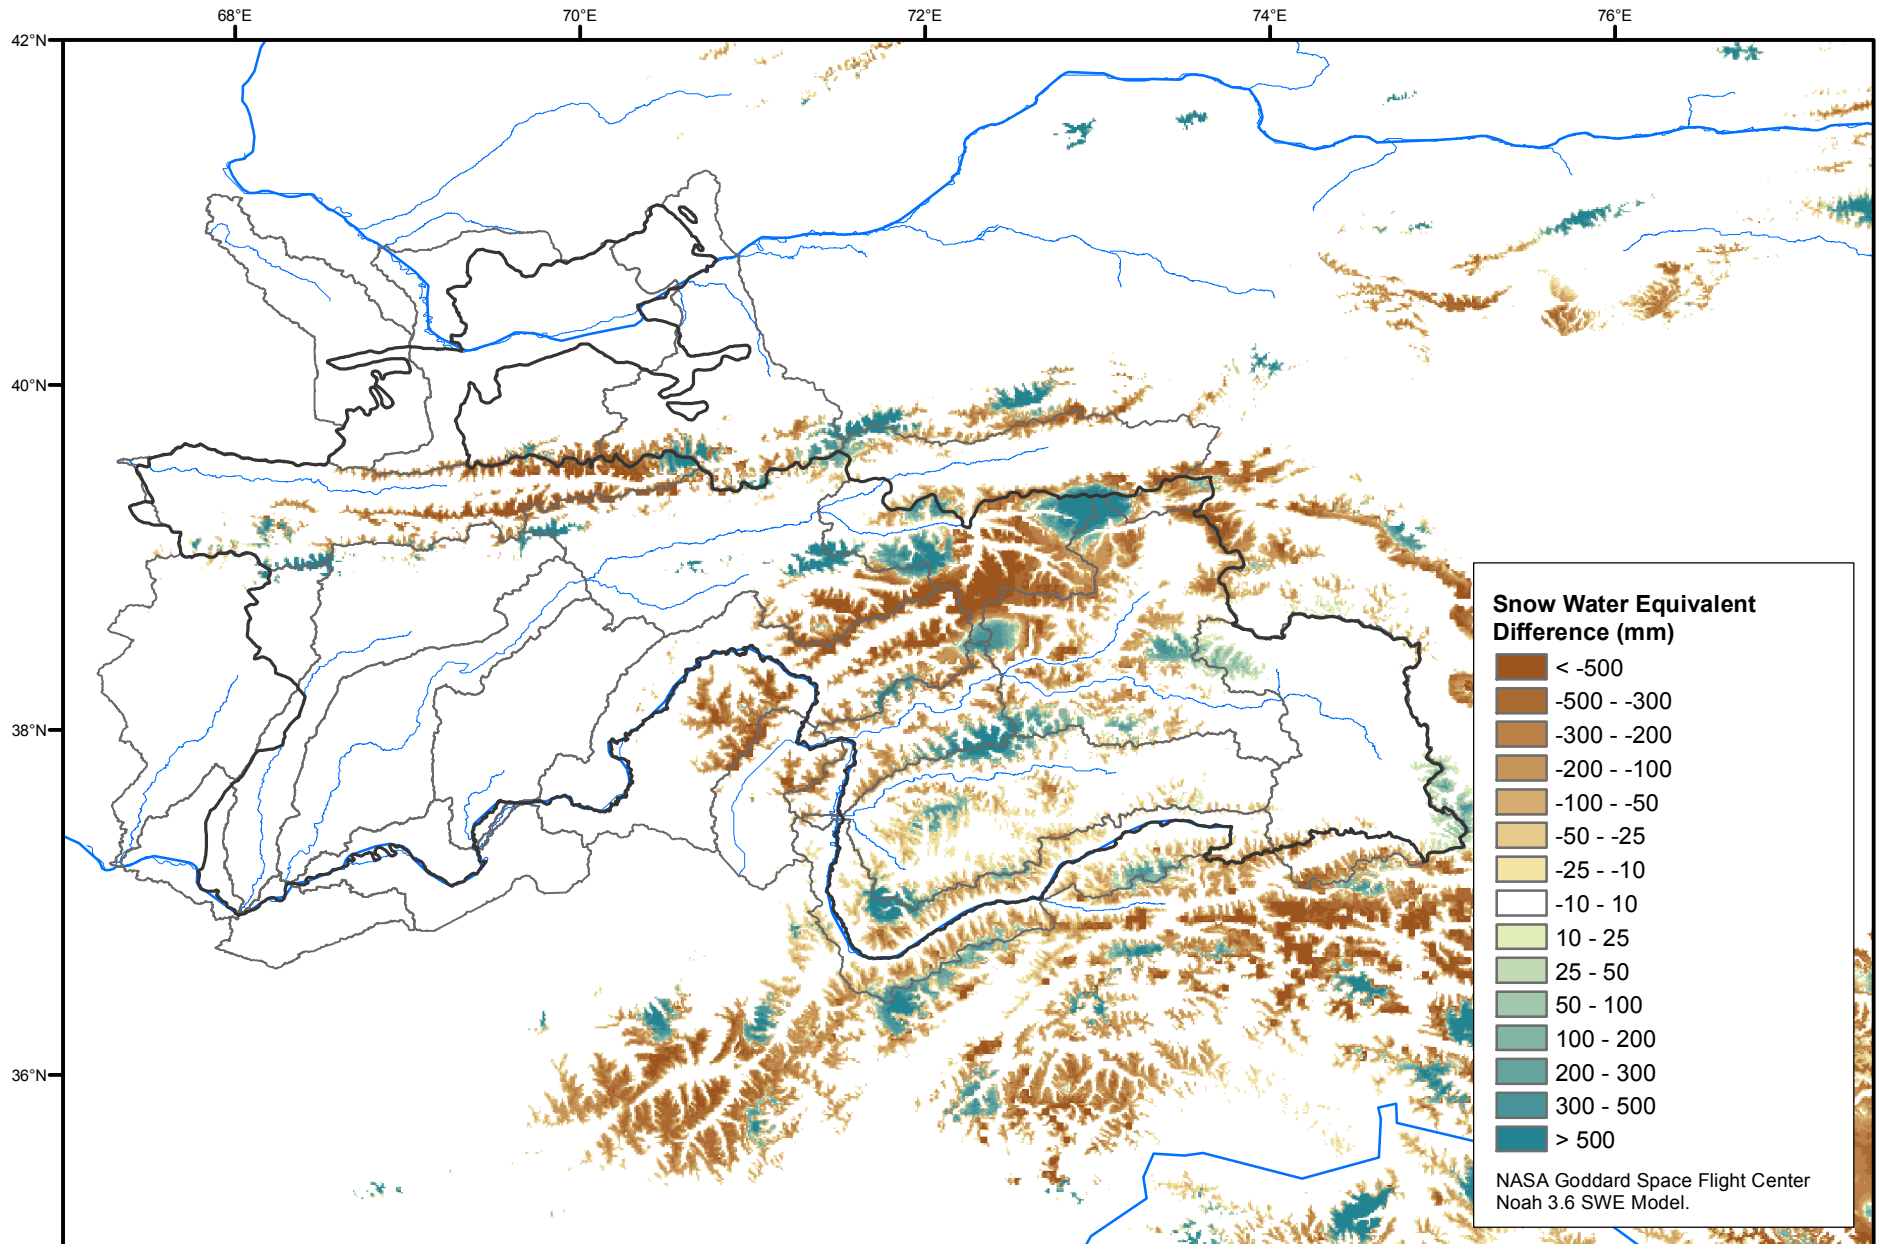 68°E 70°E 72°E 74°E 76°E
42°N
40°N
38°N
36°N
Snow Water Equivalent
Difference (mm)
< -500
-500 - -300
-300 - -200
-200 - -100
-100 - -50
-50 - -25
-25 - -10
-10 - 10
10 - 25
25 - 50
50 - 100
100 - 200
200 - 300
300 - 500
> 500
NASA Goddard Space Flight Center
Noah 3.6 SWE Model.